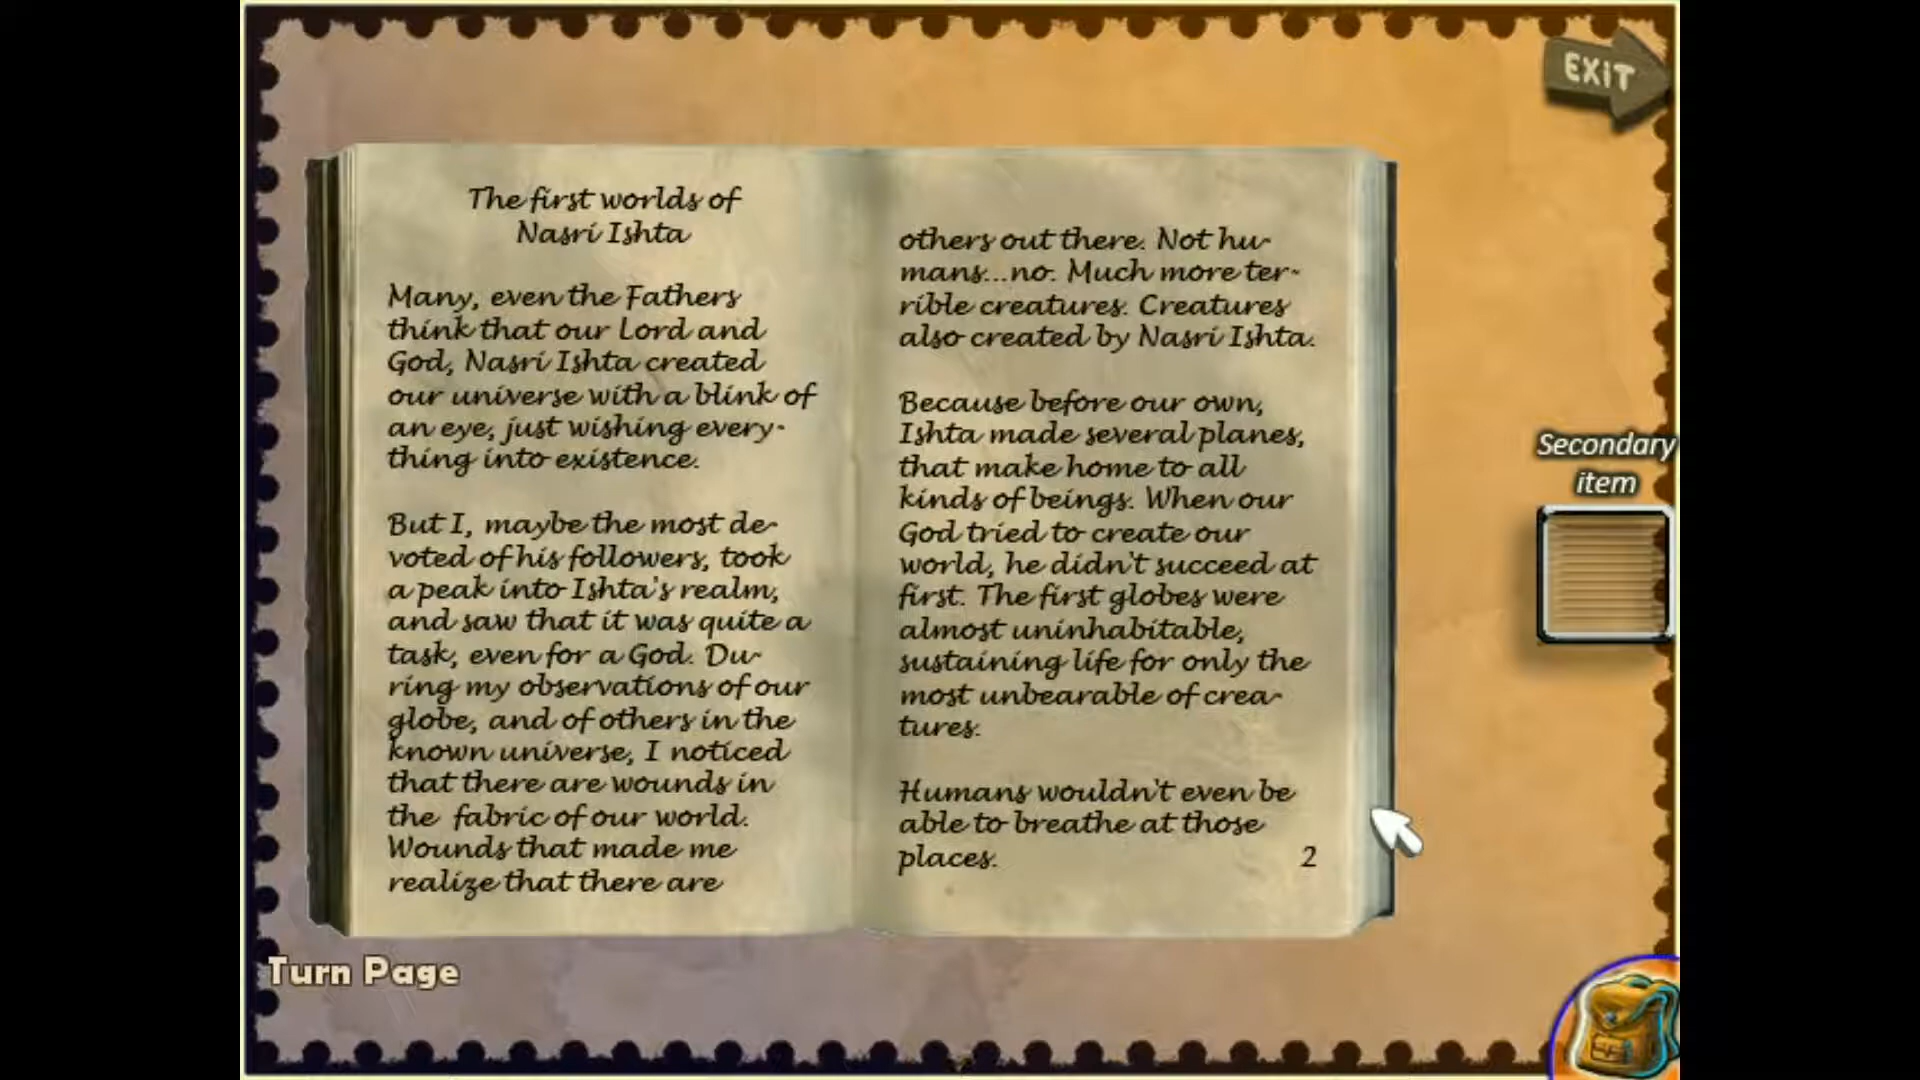 EXIT
The first worlds of
Nasri Ishta
Many, even the Fathers
think that our Lord and
God, Nasri Ishta created
our universe with a blink of
an eye, just wishing every-
thing into existence.
But I, maybe the most de-
voted of his followers, took
a peak into Ishta's realm,
and saw that it was quite a
task, even for a God. Du-
ring my observations of our
globe, and of others in the
known universe, I noticed
that there are wounds in
the fabric of our world.
Wounds that made me
realize that there are
others out there. Not hu-
mans...no. Much more ter-
rible creatures. Creatures
also created by Nasri Ishta.
Because before our own,
Ishta made several planes,
that make home to all
kinds of beings. When our
God tried to create our
world, he didn't succeed at
first. The first globes were
almost uninhabitable,
sustaining life for only the
most unbearable of crea-
tures.
Humans wouldn't even be
able to breathe at those
places.
2
Secondary
item
Turn Page